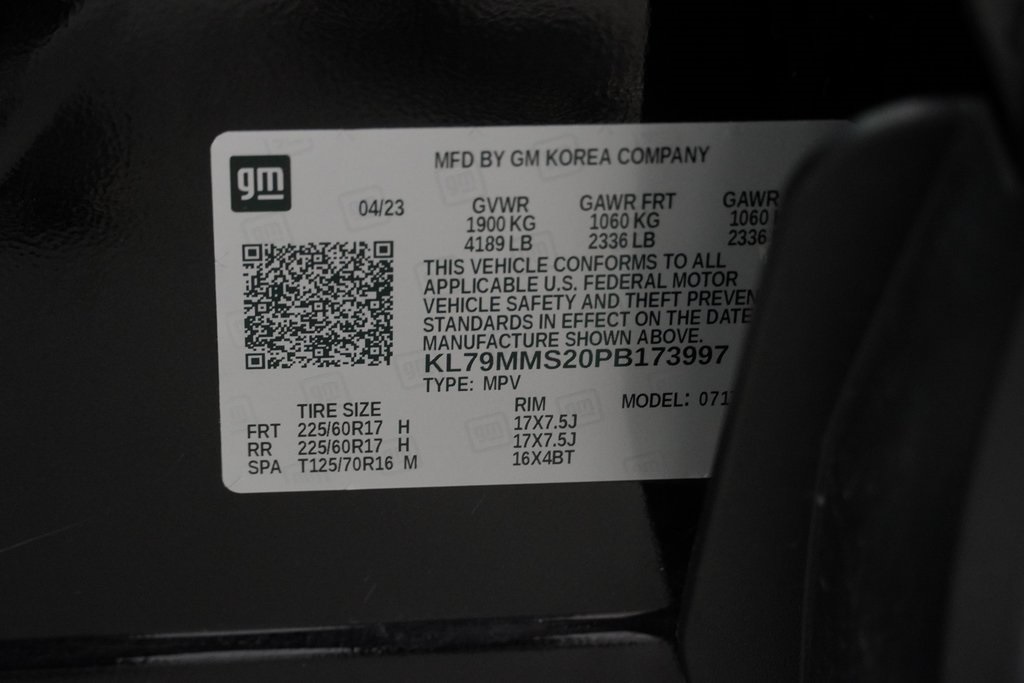 gm
MFD BY GM KOREA COMPANY
04/23 GVWR GAWR FRT GAWR
1900 KG 1060 KG 1060
4189 LB 2336 LB 2336
THIS VEHICLE CONFORMS TO ALL
APPLICABLE U.S. FEDERAL MOTOR
VEHICLE SAFETY AND THEFT PREVEN
STANDARDS IN EFFECT ON THE DATE
MANUFACTURE SHOWN ABOVE.
KL79MMS20PB173997
TYPE: MPV
TIRE SIZE RIM MODEL: 071
FRT 225/60R17 H 17X7.5J
RR 225/60R17 H 17X7.5J
SPA T125/70R16 M 16X4BT